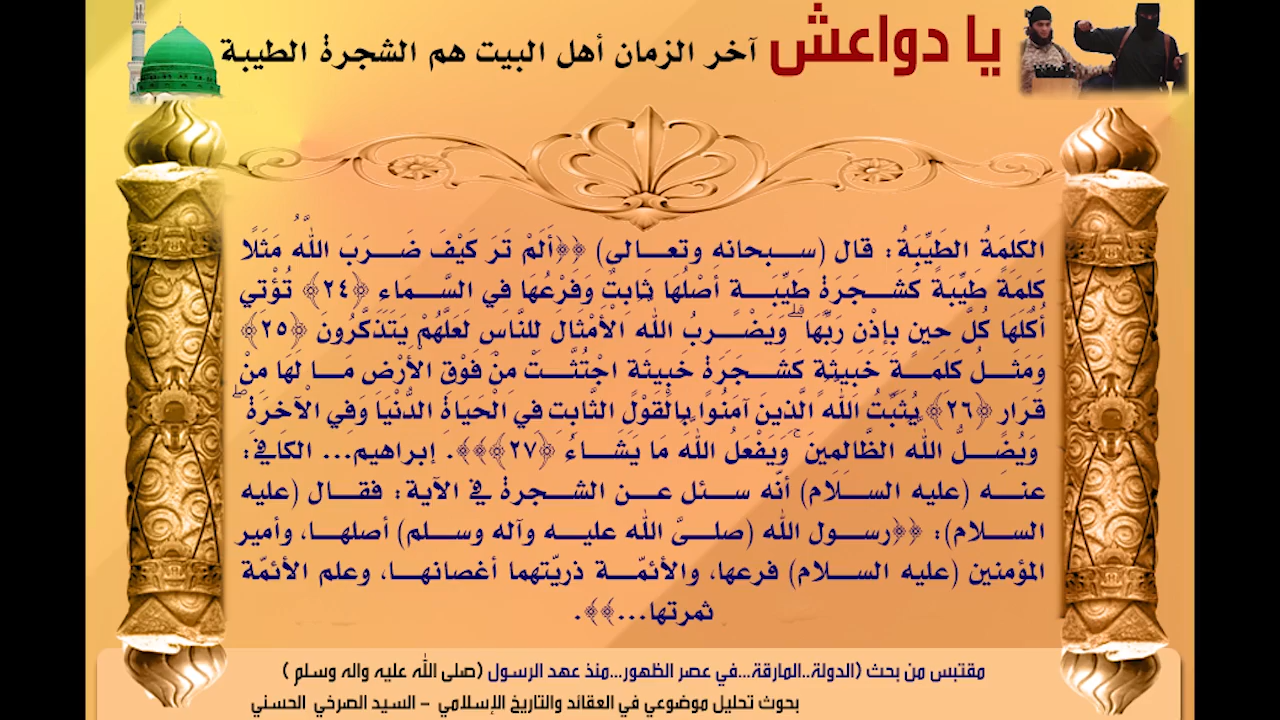 يا دواعش آخر الزمان أهل البيت هم الشجرة الطيبة
الكَلِمَةُ الطَيِّبَةُ: قال (سبحانه وتعالى) ﴿﴿أَلَمْ تَرَ كَيْفَ ضَرَبَ اللَّهُ مَثَلًا
كَلِمَةً طَيِّبَةً كَشَجَرَةٍ طَيِّبَةٍ أَصْلُهَا ثَابِتٌ وَفَرْعُهَا فِي السَّمَاءِ ﴿٢٤﴾ تُؤْتِي
أُكُلَهَا كُلَّ حِينٍ بِإِذْنِ رَبِّهَا ۗ وَيَضْرِبُ اللَّهُ الْأَمْثَالَ لِلنَّاسِ لَعَلَّهُمْ يَتَذَكَّرُونَ ﴿٢٥﴾
وَمَثَلُ كَلِمَةٍ خَبِيثَةٍ كَشَجَرَةٍ خَبِيثَةٍ اجْتُثَّتْ مِنْ فَوْقِ الْأَرْضِ مَا لَهَا مِنْ
قَرَارٍ ﴿٢٦﴾ يُثَبِّتُ اللَّهُ الَّذِينَ آمَنُوا بِالْقَوْلِ الثَّابِتِ فِي الْحَيَاةِ الدُّنْيَا وَفِي الْآخِرَةِ ۖ
وَيُضِلُّ اللَّهُ الظَّالِمِينَ ۚ وَيَفْعَلُ اللَّهُ مَا يَشَاءُ ﴿٢٧﴾﴾﴾. إبراهيم... الكافي:
عنه (عليه السلام) أنّه سئل عن الشجرة في الآية: فقال (عليه
السلام): ﴿﴿رسول الله (صلَّى الله عليه وآله وسلم) أصلها، وأمير
المؤمنين (عليه السلام) فرعها، والأئمّة ذريّتهما أغصانها، وعلم الأئمّة
ثمرتها...﴾﴾.
مقتبس من بحث (الدولة..المارقة...في عصر الظهور...منذ عهد الرسول (صلى الله عليه واله وسلم )
بحوث تحليل موضوعي في العقائد والتاريخ الإسلامي - السيد الصرخي الحسني